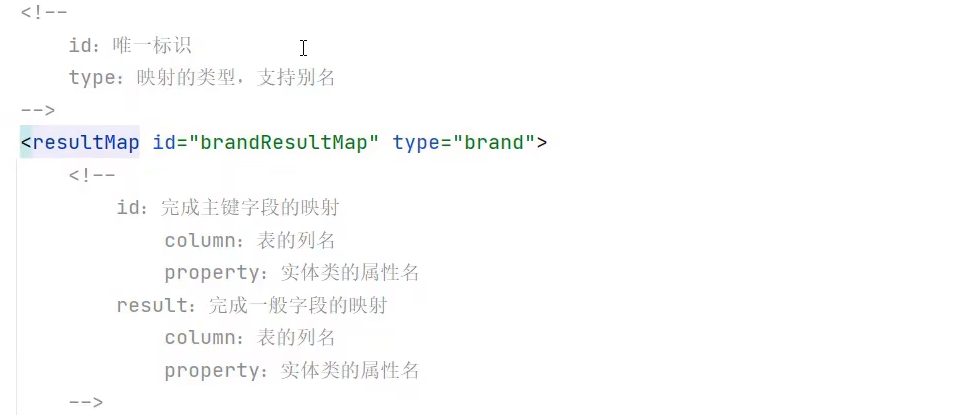 <!--
id：唯一标识
type：映射的类型，支持别名
-->
<resultMap id="brandResultMap" type="brand">
<!--
id：完成主键字段的映射
column：表的列名
property：实体类的属性名
result：完成一般字段的映射
column：表的列名
property：实体类的属性名
-->